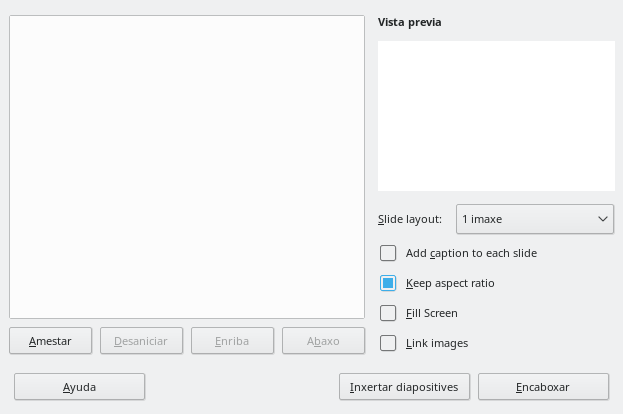 Vista previa
Slide layout:
1 imaxe
Add caption to each slide
Keep aspect ratio
Fill Screen
Link images
Amestar
Desaniciar
Enriba
Abaxo
Ayuda
Inxertar diapositives
Encaboxar